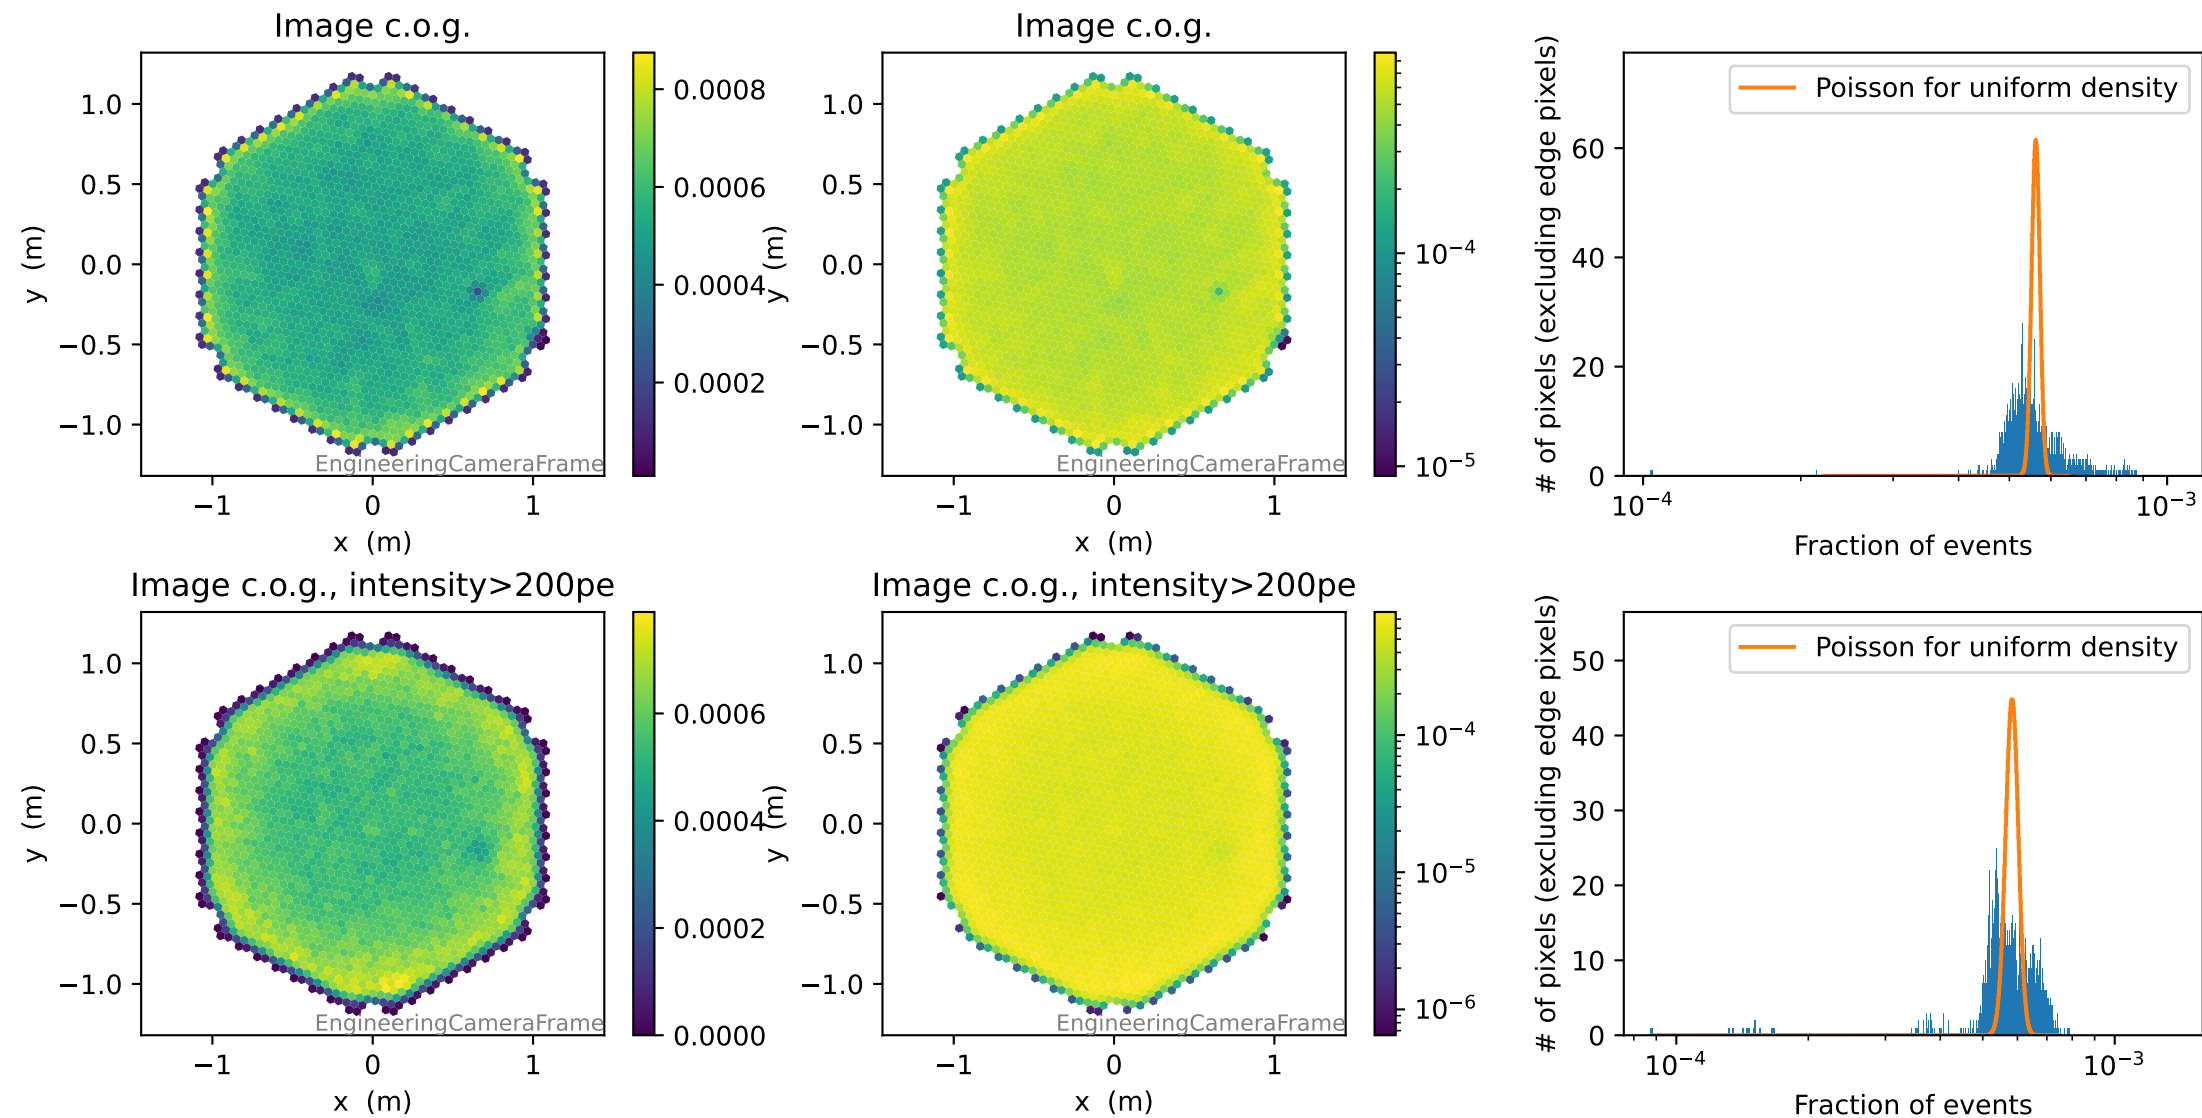 Image c.o.g.
1.0
0.5
0.0
−0.5
−1.0
y (m)
−1
0
1
x (m)
EngineeringCameraFrame
0.0008
0.0006
0.0004
0.0002
Image c.o.g.
1.0
0.5
0.0
−0.5
−1.0
y (m)
−1
0
1
x (m)
EngineeringCameraFrame
10⁻⁴
10⁻⁵
# of pixels (excluding edge pixels)
60
40
20
0
10⁻⁴
10⁻³
Fraction of events
Poisson for uniform density
Image c.o.g., intensity>200pe
1.0
0.5
0.0
−0.5
−1.0
y (m)
−1
0
1
x (m)
EngineeringCameraFrame
0.0006
0.0004
0.0002
0.0000
Image c.o.g., intensity>200pe
1.0
0.5
0.0
−0.5
−1.0
y (m)
−1
0
1
x (m)
EngineeringCameraFrame
10⁻⁴
10⁻⁵
10⁻⁶
# of pixels (excluding edge pixels)
50
40
30
20
10
0
10⁻⁴
10⁻³
Fraction of events
Poisson for uniform density